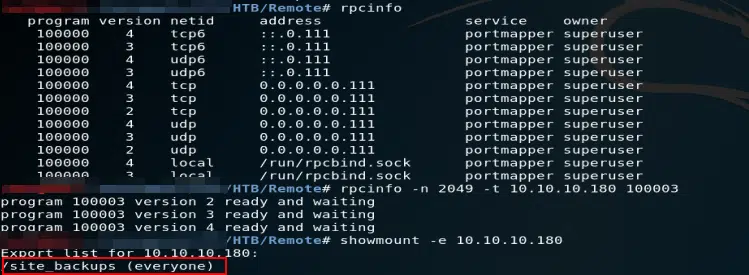 /HTB/Remote# rpcinfo
program version netid address service owner
100000 4 tcp6 ::.0.111 portmapper superuser
100000 3 tcp6 ::.0.111 portmapper superuser
100000 4 udp6 ::.0.111 portmapper superuser
100000 3 udp6 ::.0.111 portmapper superuser
100000 4 tcp 0.0.0.0.0.111 portmapper superuser
100000 3 tcp 0.0.0.0.0.111 portmapper superuser
100000 2 tcp 0.0.0.0.0.111 portmapper superuser
100000 4 udp 0.0.0.0.0.111 portmapper superuser
100000 3 udp 0.0.0.0.0.111 portmapper superuser
100000 2 udp 0.0.0.0.0.111 portmapper superuser
100000 4 local /run/rpcbind.sock portmapper superuser
100000 3 local /run/rpcbind.sock portmapper superuser
/HTB/Remote# rpcinfo -n 2049 -t 10.10.10.180 100003
program 100003 version 2 ready and waiting
program 100003 version 3 ready and waiting
program 100003 version 4 ready and waiting
/HTB/Remote# showmount -e 10.10.10.180
Export list for 10.10.10.180:
/site_backups (everyone)